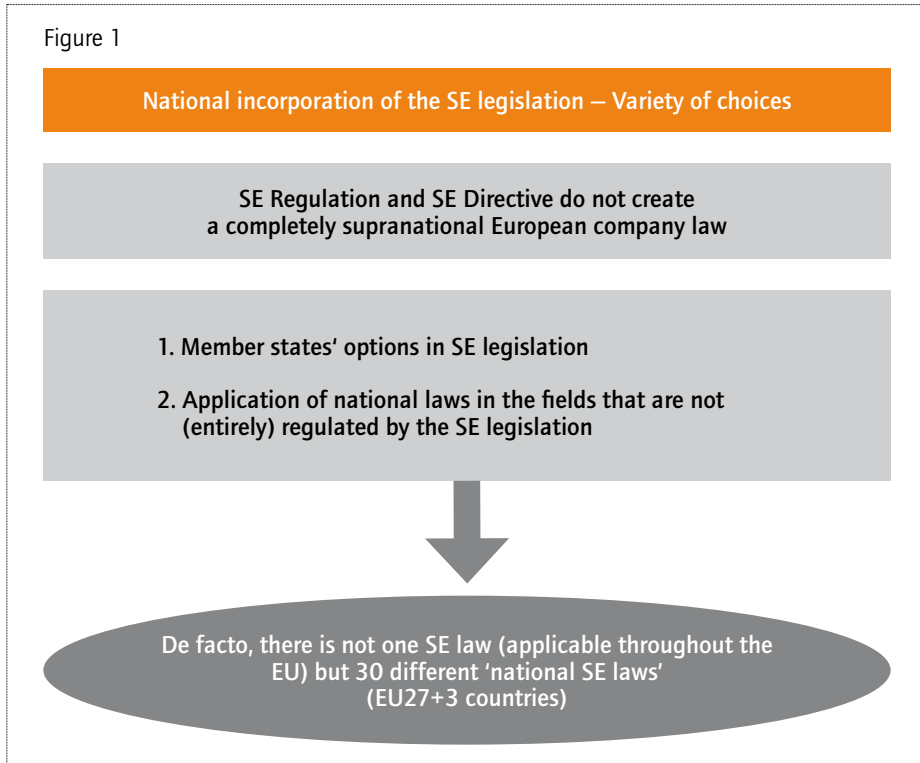 Figure 1
National incorporation of the SE legislation – Variety of choices
SE Regulation and SE Directive do not create
a completely supranational European company law
1. Member states‘ options in SE legislation
2. Application of national laws in the fields that are not
(entirely) regulated by the SE legislation
De facto, there is not one SE law (applicable throughout the
EU) but 30 different ‘national SE laws’
(EU27+3 countries)